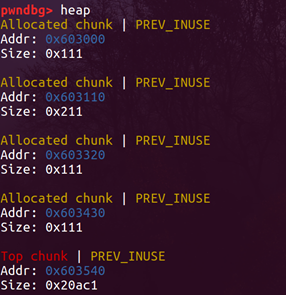 pwndbg> heap
Allocated chunk | PREV_INUSE
Addr: 0x603000
Size: 0x111
Allocated chunk | PREV_INUSE
Addr: 0x603110
Size: 0x211
Allocated chunk | PREV_INUSE
Addr: 0x603320
Size: 0x111
Allocated chunk | PREV_INUSE
Addr: 0x603430
Size: 0x111
Top chunk | PREV_INUSE
Addr: 0x603540
Size: 0x20ac1